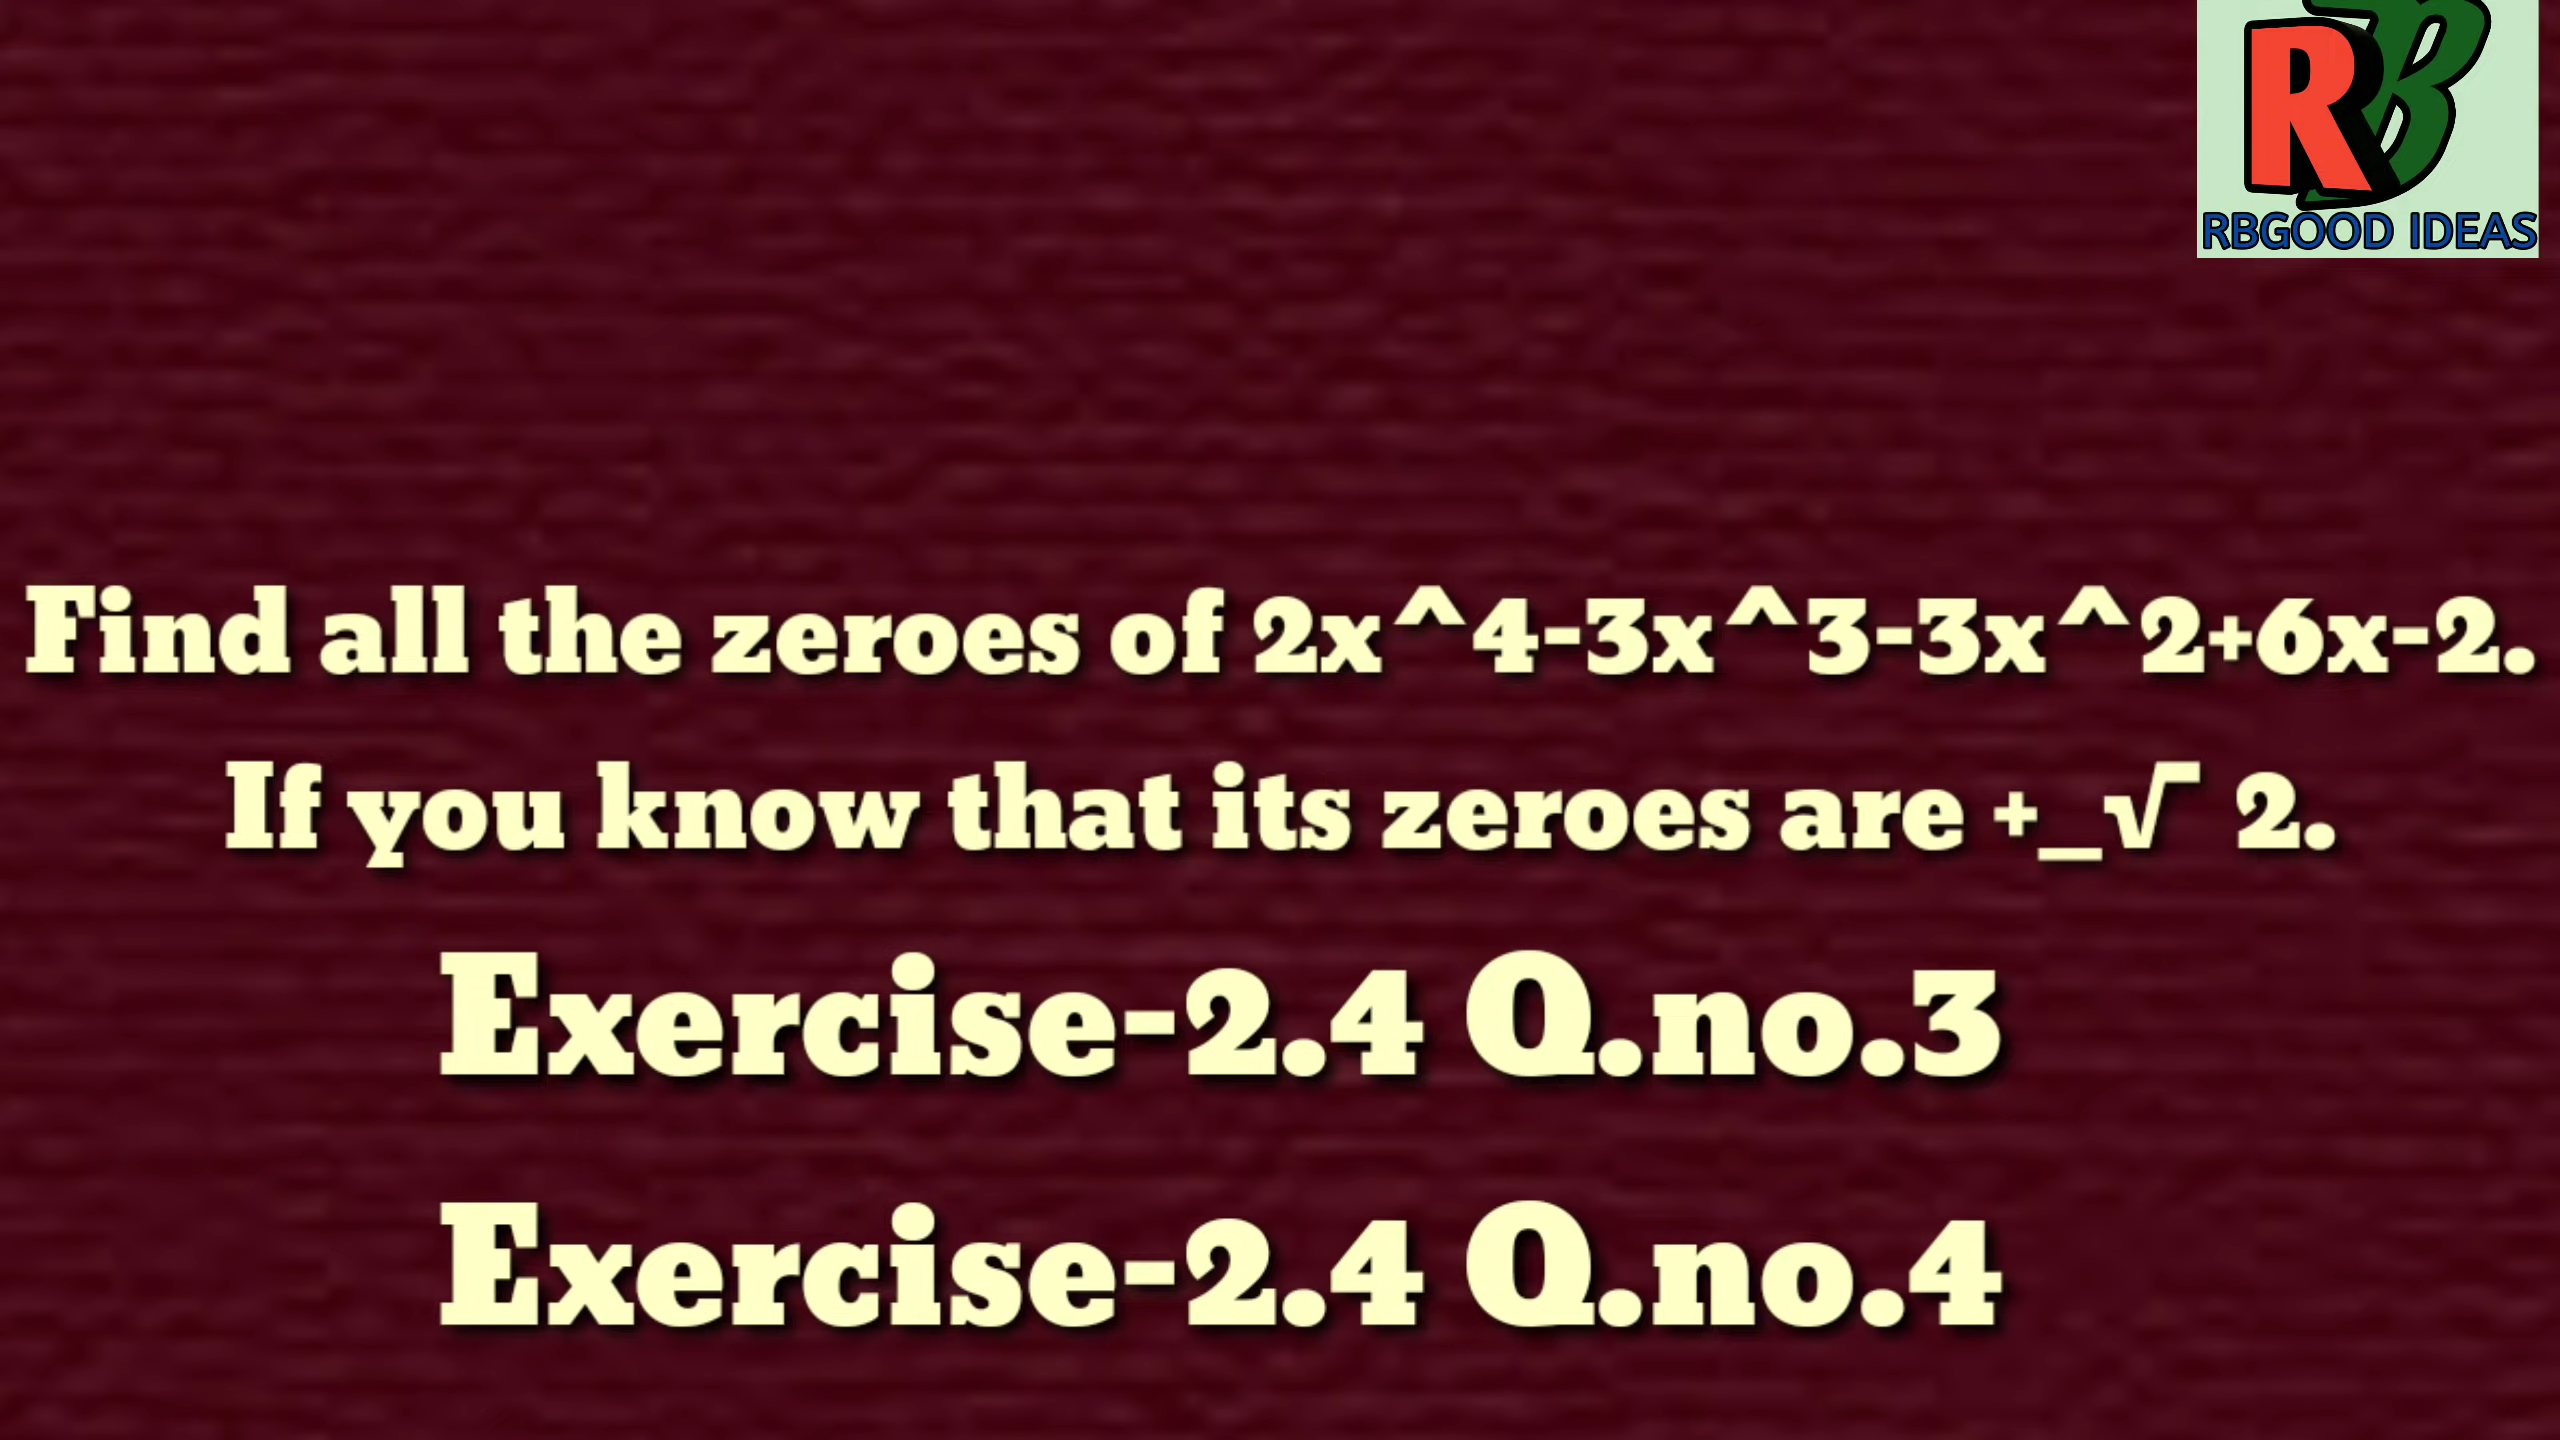 RB
RBGOOD IDEAS
Find all the zeroes of 2x^4-3x^3-3x^2+6x-2.
If you know that its zeroes are +_√ 2.
Exercise-2.4 Q.no.3
Exercise-2.4 Q.no.4